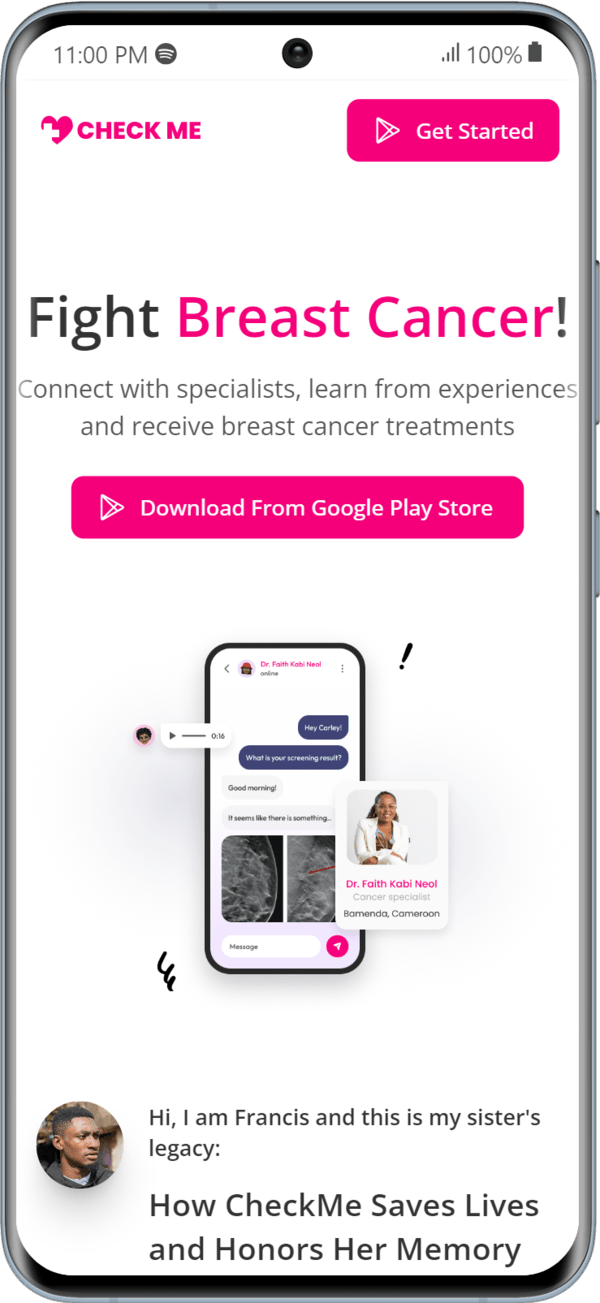 11:00 PM
100%
CHECK ME
Get Started
Fight Breast Cancer!
Connect with specialists, learn from experiences
and receive breast cancer treatments
Download From Google Play Store
Dr. Faith Kabi Neol
online
Hey Carley!
0:16
What is your screening result?
Good morning!
It seems like there is something...
Dr. Faith Kabi Neol
Cancer specialist
Bamenda, Cameroon
Message
Hi, I am Francis and this is my sister's
legacy:
How CheckMe Saves Lives
and Honors Her Memory